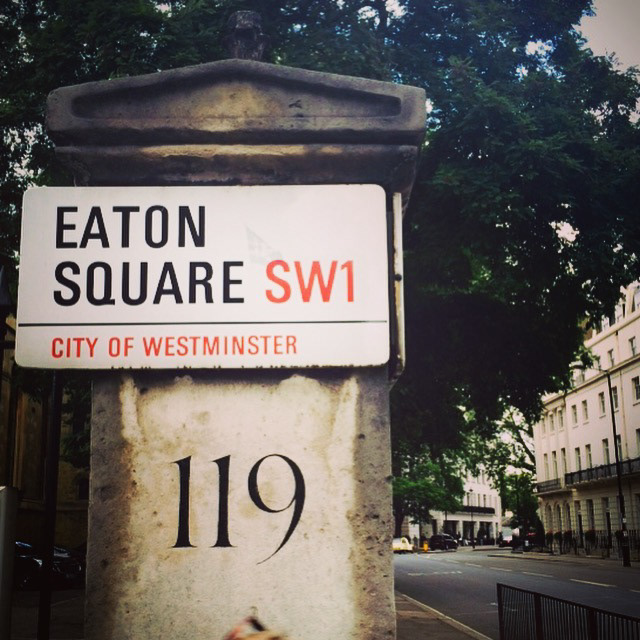 EATON
SQUARE SW1
CITY OF WESTMINSTER
119